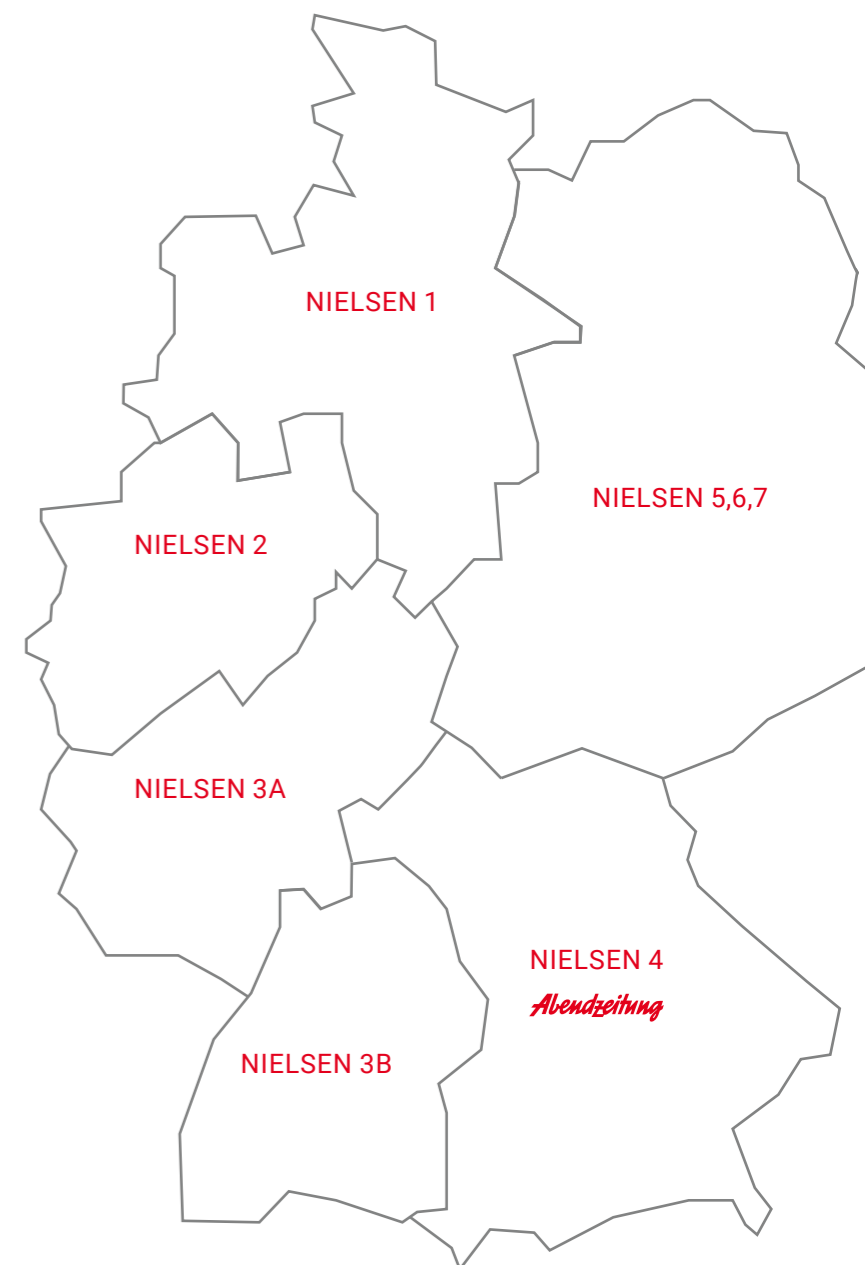 NIELSEN 1
NIELSEN 5,6,7
NIELSEN 2
NIELSEN 3A
NIELSEN 4
Abendzeitung
NIELSEN 3B